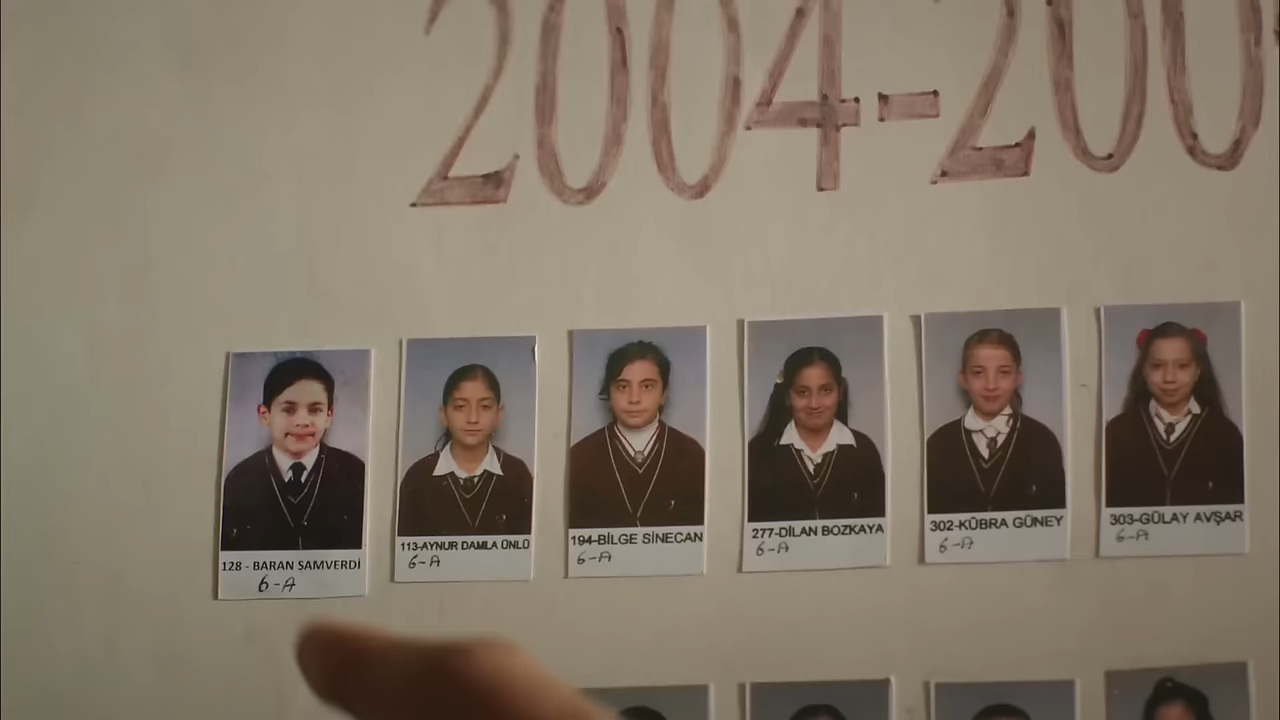 2004-200
128 - BARAN SAMVERDİ
6-A
113-AYNUR DAMLA ÜNLÜ
6-A
194-BİLGE SİNECAN
6-A
277-DİLAN BOZKAYA
6-A
302-KÜBRA GÜNEY
6-A
303-GÜLAY AVŞAR
6-A